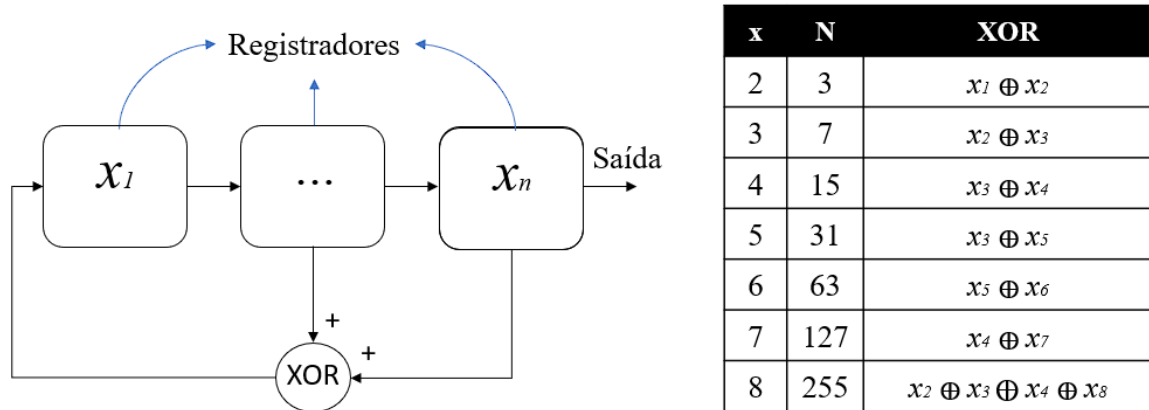 Registradores
x₁
...
xₙ
Saída
+
+
XOR
x N XOR
2 3 x₁ ⊕ x₂
3 7 x₂ ⊕ x₃
4 15 x₃ ⊕ x₄
5 31 x₃ ⊕ x₅
6 63 x₅ ⊕ x₆
7 127 x₄ ⊕ x₇
8 255 x₂ ⊕ x₃ ⊕ x₄ ⊕ x₈